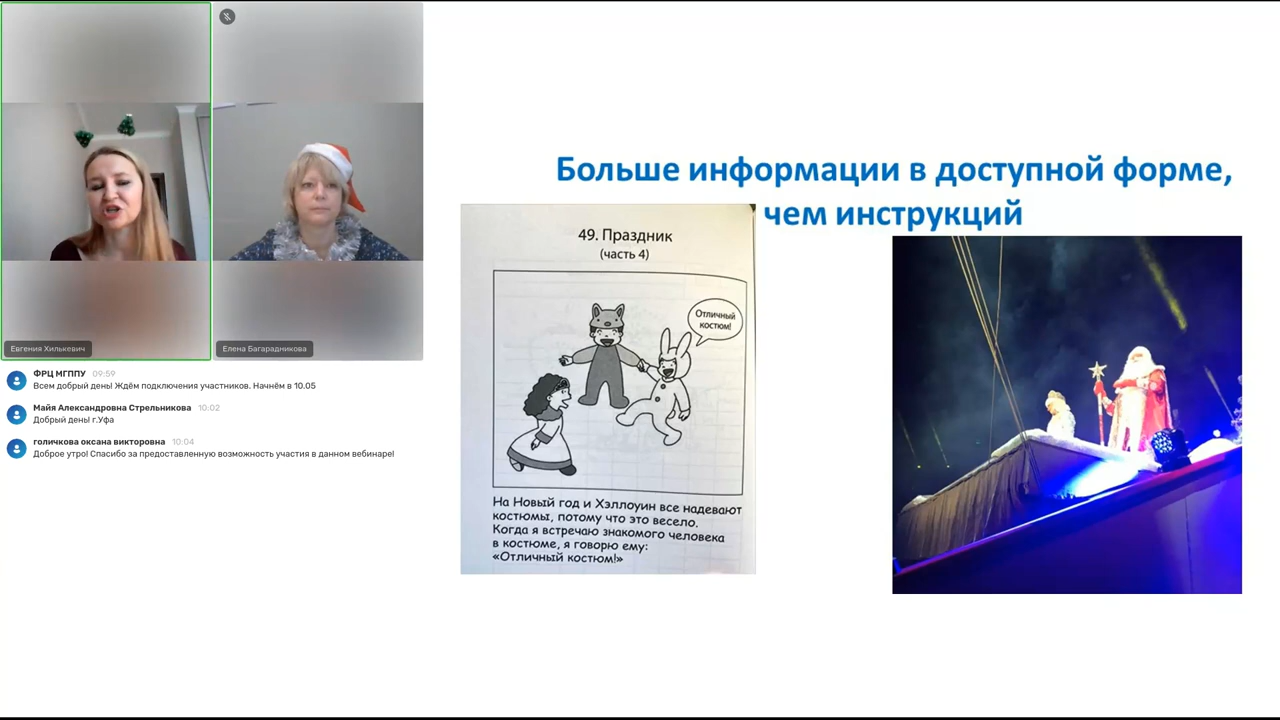 Евгения Хилькевич
Елена Багарадникова
ФРЦ МГППУ 09:59
Всем добрый день! Ждём подключения участников. Начнём в 10.05
Майя Александровна Стрельникова 10:02
Добрый день! г.Уфа
голичкова оксана викторовна 10:04
Доброе утро! Спасибо за предоставленную возможность участия в данном вебинаре!
Больше информации в доступной форме,
чем инструкций
49. Праздник
(часть 4)
Отличный
костюм!
На Новый год и Хэллоуин все надевают
костюмы, потому что это весело.
Когда я встречаю знакомого человека
в костюме, я говорю ему:
«Отличный костюм!»